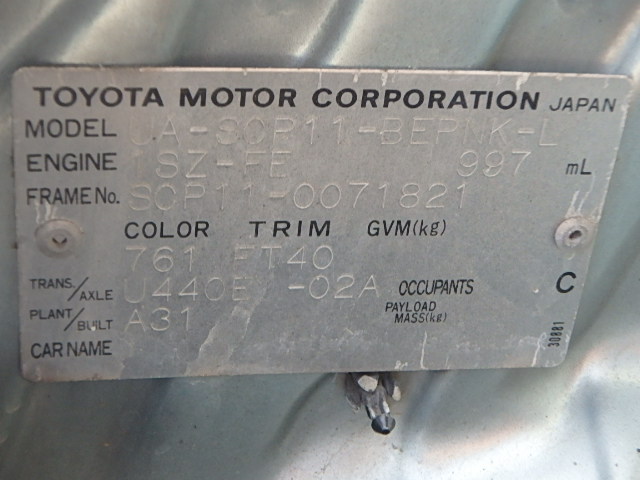 TOYOTA MOTOR CORPORATION JAPAN
MODEL UA-SCP11-BEPNK-L
ENGINE 1SZ-FE 997 mL
FRAME No. SCP11-0071821
COLOR TRIM GVM(kg)
761 FT40
TRANS./AXLE U440E -02A OCCUPANTS C
PLANT/BUILT A31 PAYLOAD MASS(kg)
CAR NAME
30881